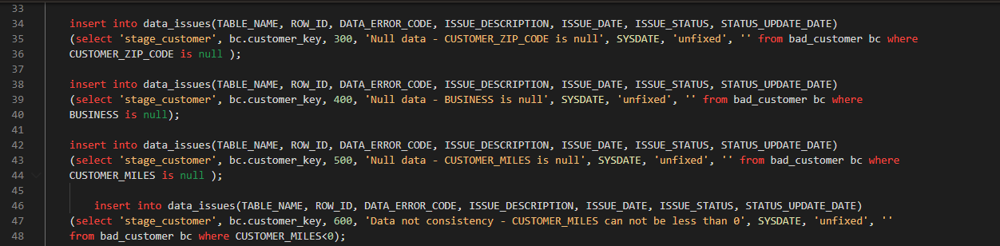 33
34 insert into data_issues(TABLE_NAME, ROW_ID, DATA_ERROR_CODE, ISSUE_DESCRIPTION, ISSUE_DATE, ISSUE_STATUS, STATUS_UPDATE_DATE)
35 (select 'stage_customer', bc.customer_key, 300, 'Null data - CUSTOMER_ZIP_CODE is null', SYSDATE, 'unfixed', '' from bad_customer bc where
36 CUSTOMER_ZIP_CODE is null );
37
38 insert into data_issues(TABLE_NAME, ROW_ID, DATA_ERROR_CODE, ISSUE_DESCRIPTION, ISSUE_DATE, ISSUE_STATUS, STATUS_UPDATE_DATE)
39 (select 'stage_customer', bc.customer_key, 400, 'Null data - BUSINESS is null', SYSDATE, 'unfixed', '' from bad_customer bc where
40 BUSINESS is null);
41
42 insert into data_issues(TABLE_NAME, ROW_ID, DATA_ERROR_CODE, ISSUE_DESCRIPTION, ISSUE_DATE, ISSUE_STATUS, STATUS_UPDATE_DATE)
43 (select 'stage_customer', bc.customer_key, 500, 'Null data - CUSTOMER_MILES is null', SYSDATE, 'unfixed', '' from bad_customer bc where
44 CUSTOMER_MILES is null );
45
46 insert into data_issues(TABLE_NAME, ROW_ID, DATA_ERROR_CODE, ISSUE_DESCRIPTION, ISSUE_DATE, ISSUE_STATUS, STATUS_UPDATE_DATE)
47 (select 'stage_customer', bc.customer_key, 600, 'Data not consistency - CUSTOMER_MILES can not be less than 0', SYSDATE, 'unfixed', ''
48 from bad_customer bc where CUSTOMER_MILES<0);